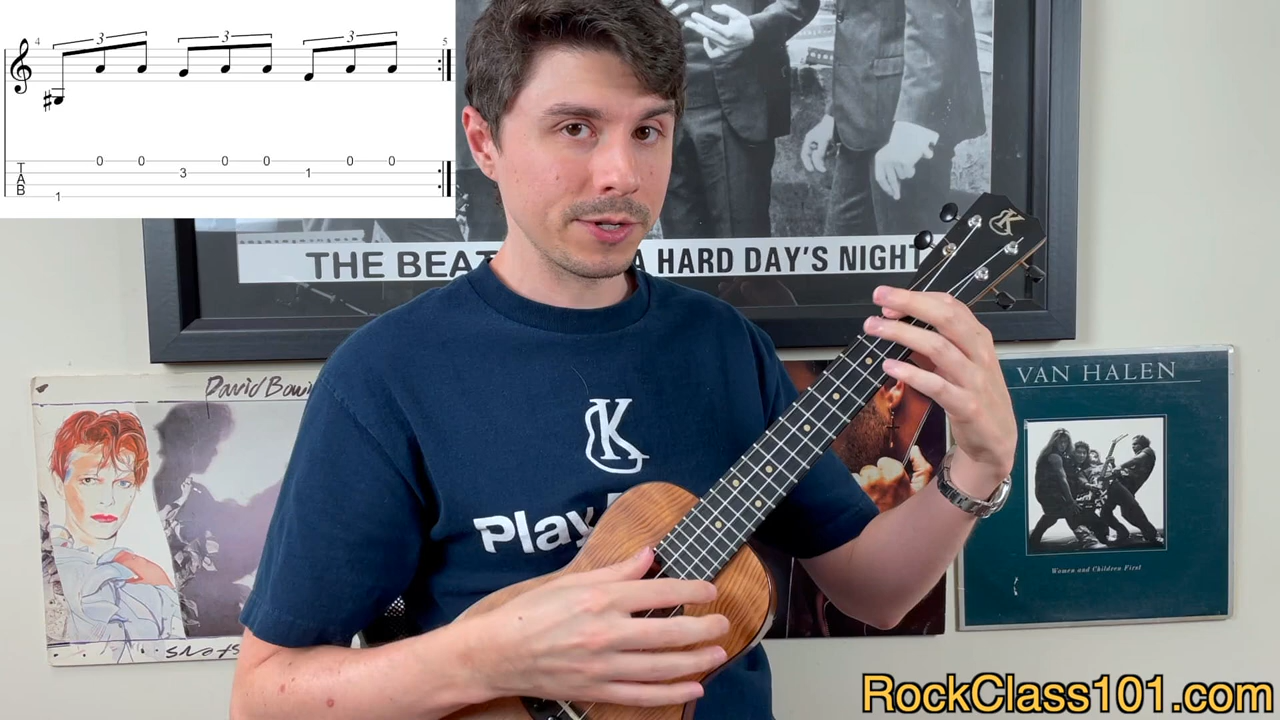 4 3 3 3 5
0 0 0 0 0 0
T A B 3 1
1
K
THE BEAT
A HARD DAY'S NIGHT
David Bow
VAN HALEN
K
Play
Women and Children First
RockClass101.com